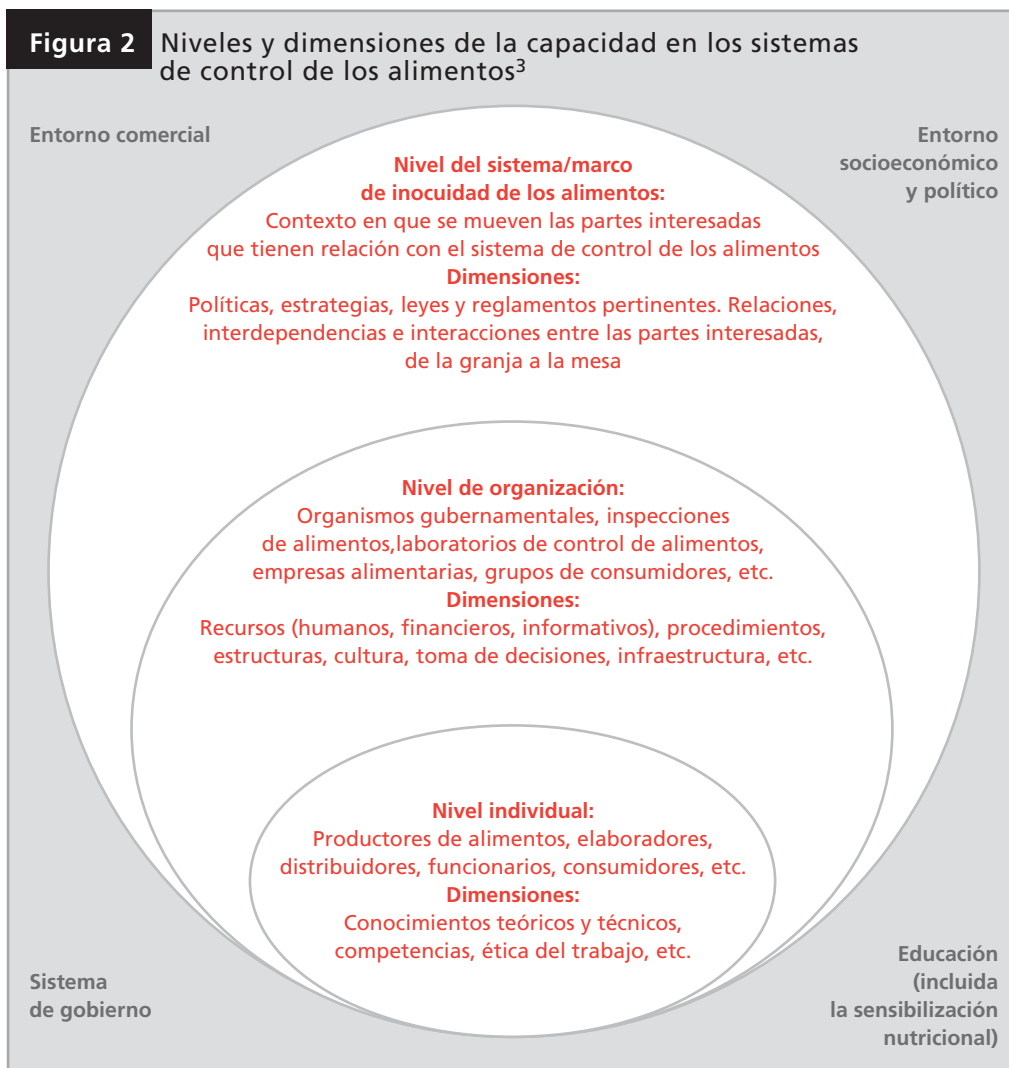 Figura 2 Niveles y dimensiones de la capacidad en los sistemas
de control de los alimentos3
Entorno comercial
Entorno
socioeconómico
y político
Nivel del sistema/marco
de inocuidad de los alimentos:
Contexto en que se mueven las partes interesadas
que tienen relación con el sistema de control de los alimentos
Dimensiones:
Políticas, estrategias, leyes y reglamentos pertinentes. Relaciones,
interdependencias e interacciones entre las partes interesadas,
de la granja a la mesa
Nivel de organización:
Organismos gubernamentales, inspecciones
de alimentos,laboratorios de control de alimentos,
empresas alimentarias, grupos de consumidores, etc.
Dimensiones:
Recursos (humanos, financieros, informativos), procedimientos,
estructuras, cultura, toma de decisiones, infraestructura, etc.
Nivel individual:
Productores de alimentos, elaboradores,
distribuidores, funcionarios, consumidores, etc.
Dimensiones:
Conocimientos teóricos y técnicos,
competencias, ética del trabajo, etc.
Sistema
de gobierno
Educación
(incluida
la sensibilización
nutricional)